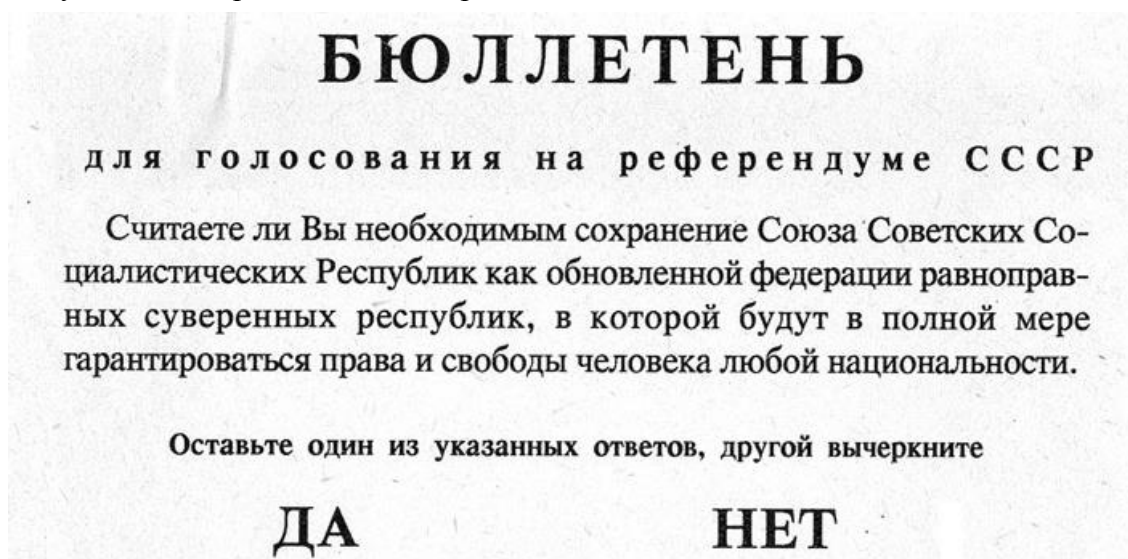 БЮЛЛЕТЕНЬ
для голосования на референдуме СССР
Считаете ли Вы необходимым сохранение Союза Советских Со-
циалистических Республик как обновленной федерации равноправ-
ных суверенных республик, в которой будут в полной мере
гарантироваться права и свободы человека любой национальности.
Оставьте один из указанных ответов, другой вычеркните
ДА НЕТ